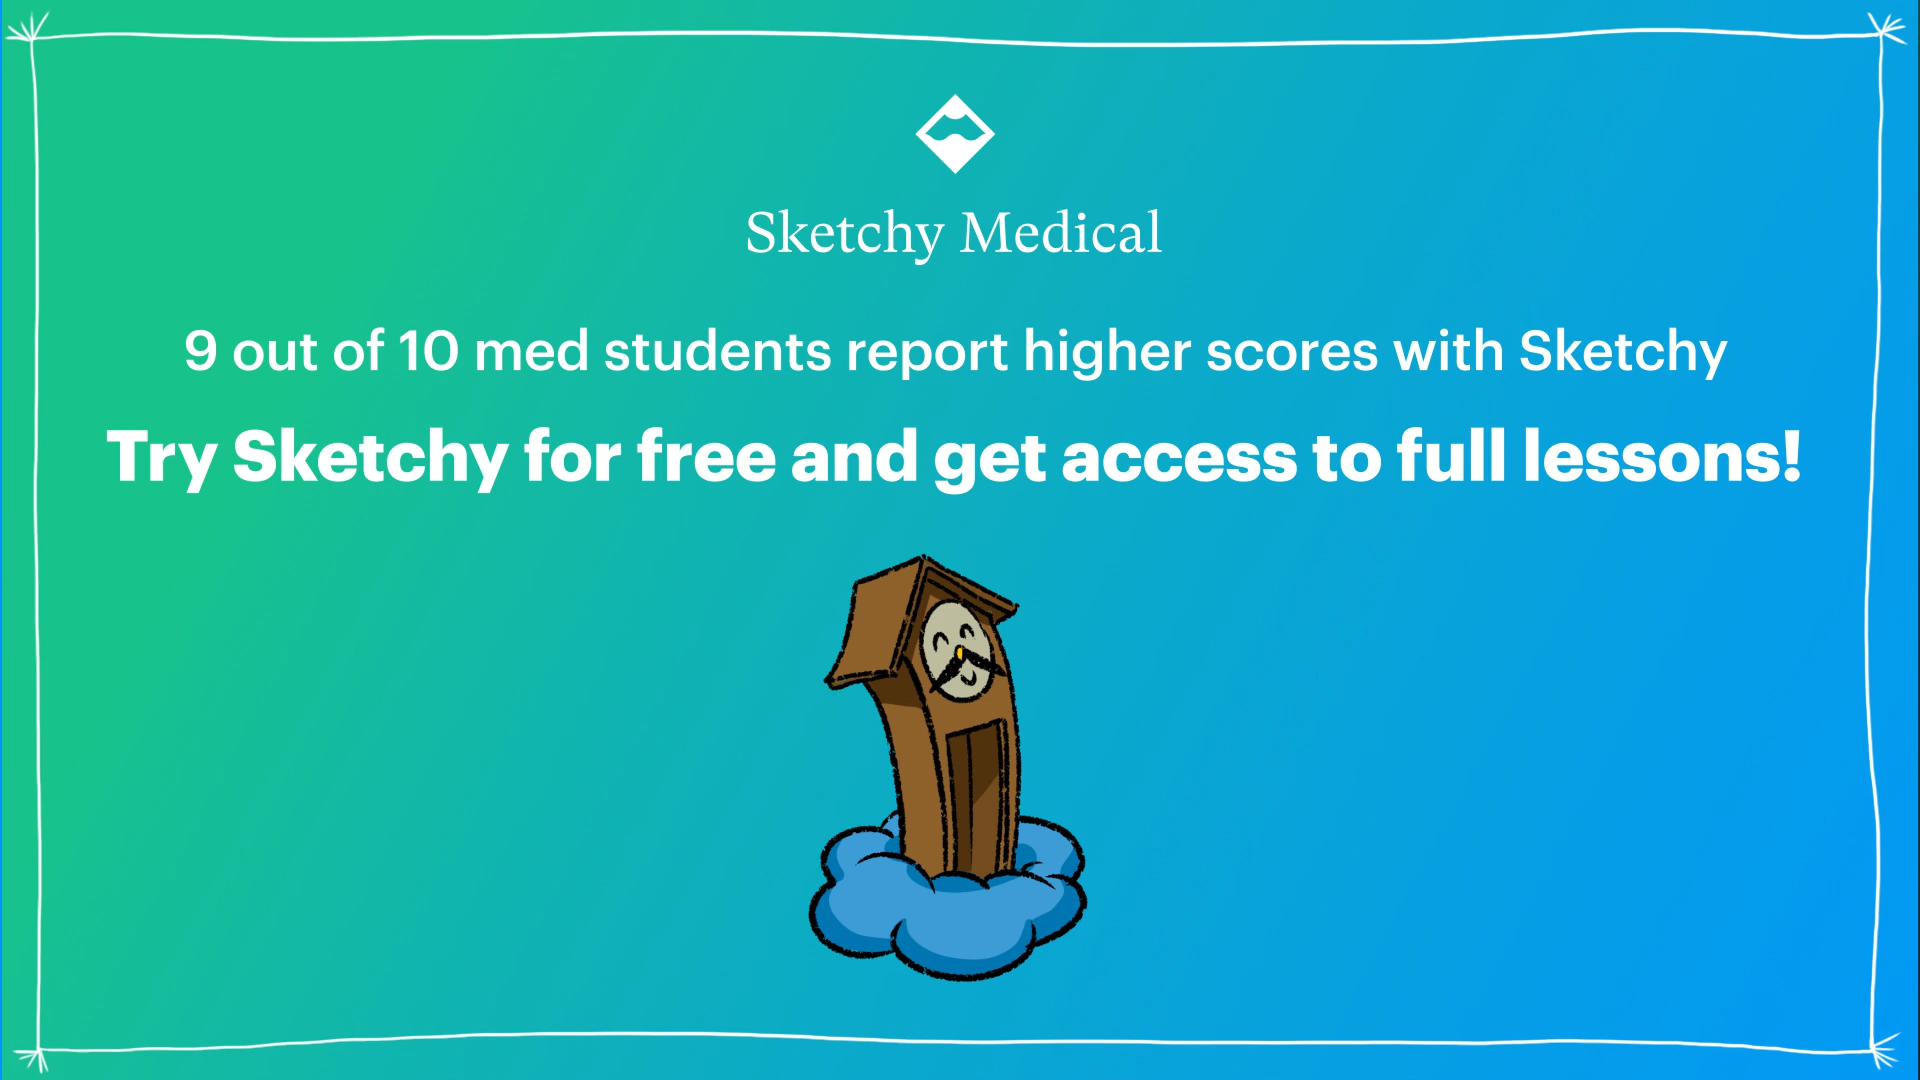 Sketchy Medical
9 out of 10 med students report higher scores with Sketchy
Try Sketchy for free and get access to full lessons!